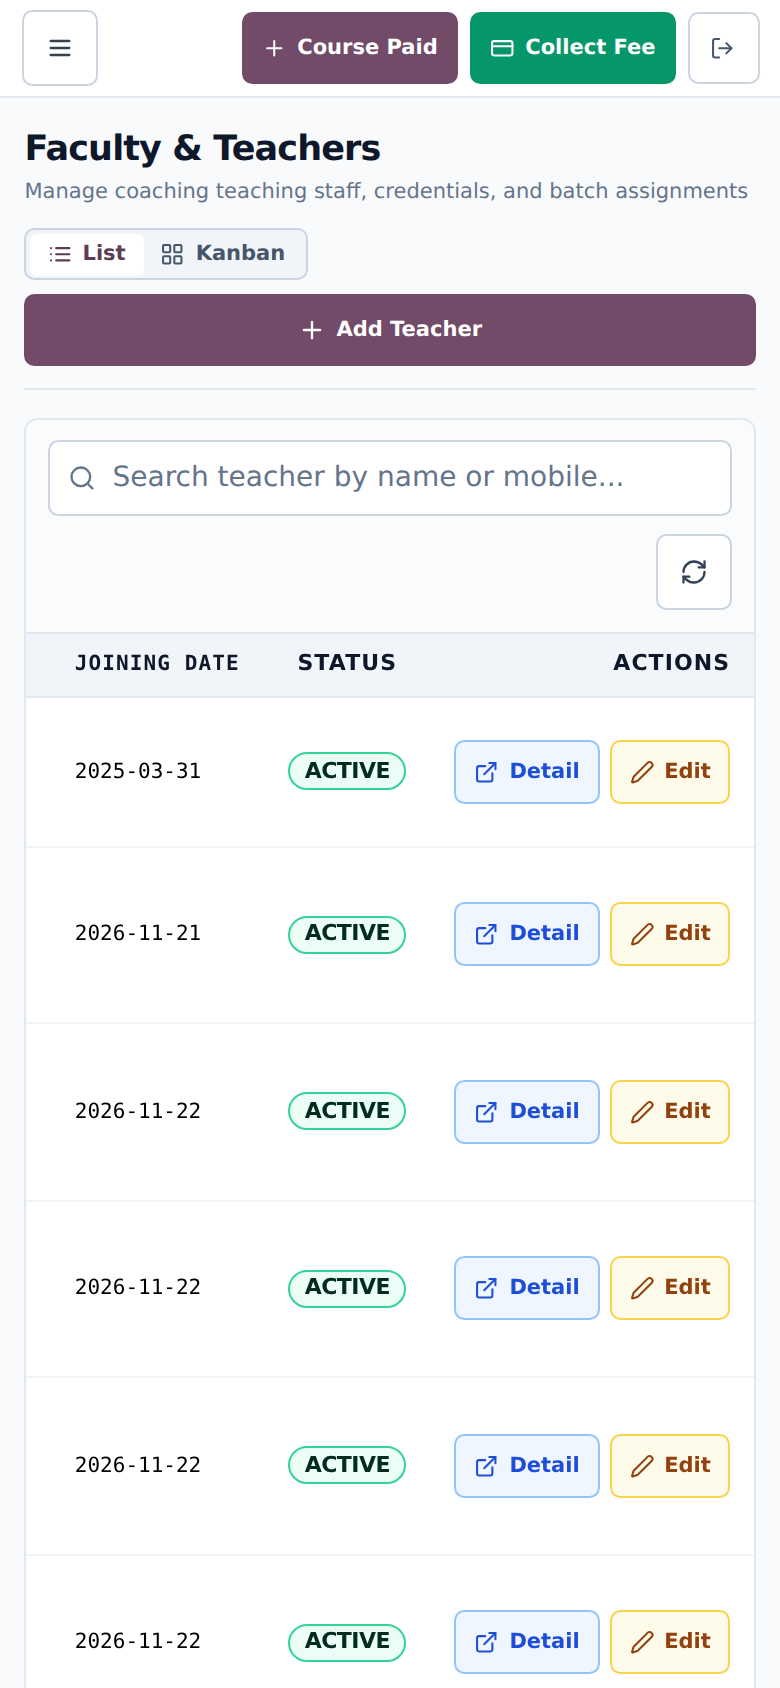 Course Paid Collect Fee
Faculty & Teachers
Manage coaching teaching staff, credentials, and batch assignments
List Kanban
Add Teacher
Search teacher by name or mobile...
JOINING DATE STATUS ACTIONS
2025-03-31 ACTIVE Detail Edit
2026-11-21 ACTIVE Detail Edit
2026-11-22 ACTIVE Detail Edit
2026-11-22 ACTIVE Detail Edit
2026-11-22 ACTIVE Detail Edit
2026-11-22 ACTIVE Detail Edit